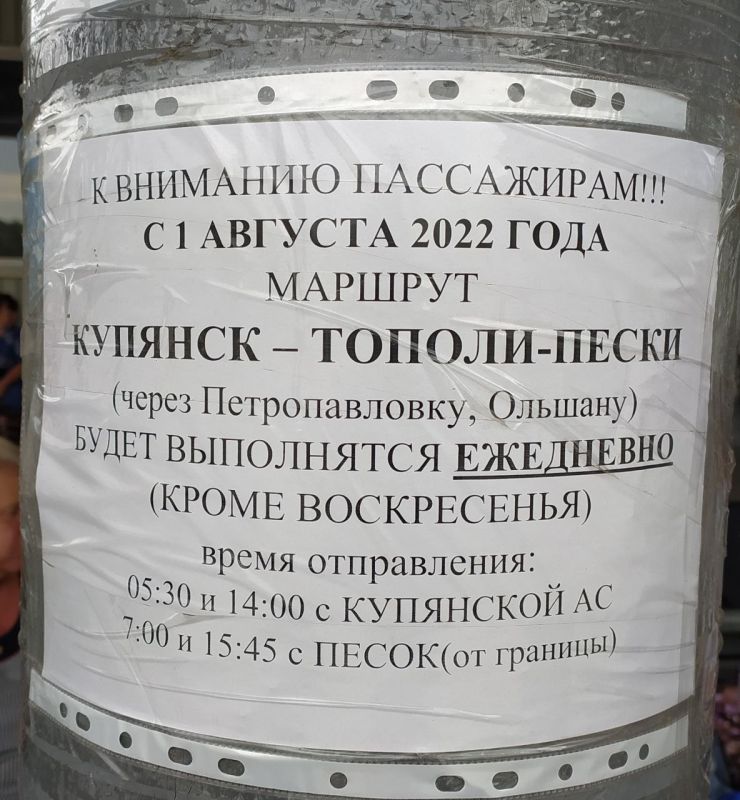 К ВНИМАНИЮ ПАССАЖИРАМ!!!
С 1 АВГУСТА 2022 ГОДА
МАРШРУТ
КУПЯНСК – ТОПОЛИ-ПЕСКИ
(через Петропавловку, Ольшану)
БУДЕТ ВЫПОЛНЯТСЯ ЕЖЕДНЕВНО
(КРОМЕ ВОСКРЕСЕНЬЯ)
время отправления:
05:30 и 14:00 с КУПЯНСКОЙ АС
7:00 и 15:45 с ПЕСОК(от границы)